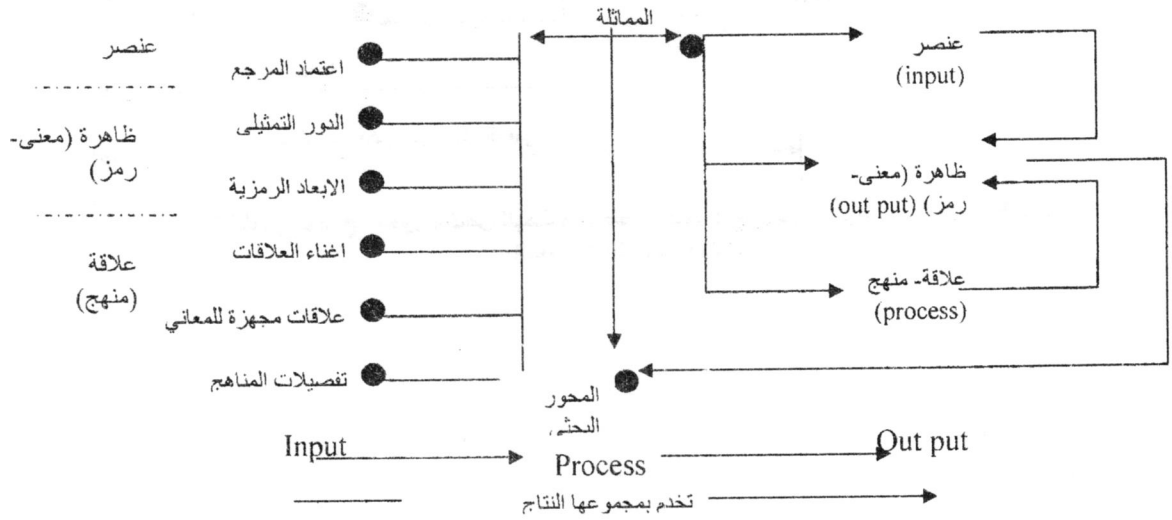 المماثلة
عنصر
(input)
ظاهرة (معنى-
رمز) (out put)
علاقة- منهج
(process)
عنصر
ظاهرة (معنى-
رمز)
علاقة
(منهج)
اعتماد المرجع
الدور التمثيلي
الابعاد الرمزية
اغناء العلاقات
علاقات مجهزة للمعاني
تفصيلات المناهج
المحور
البحثي
Input
Process
Out put
تخدم بمجموعها النتاج